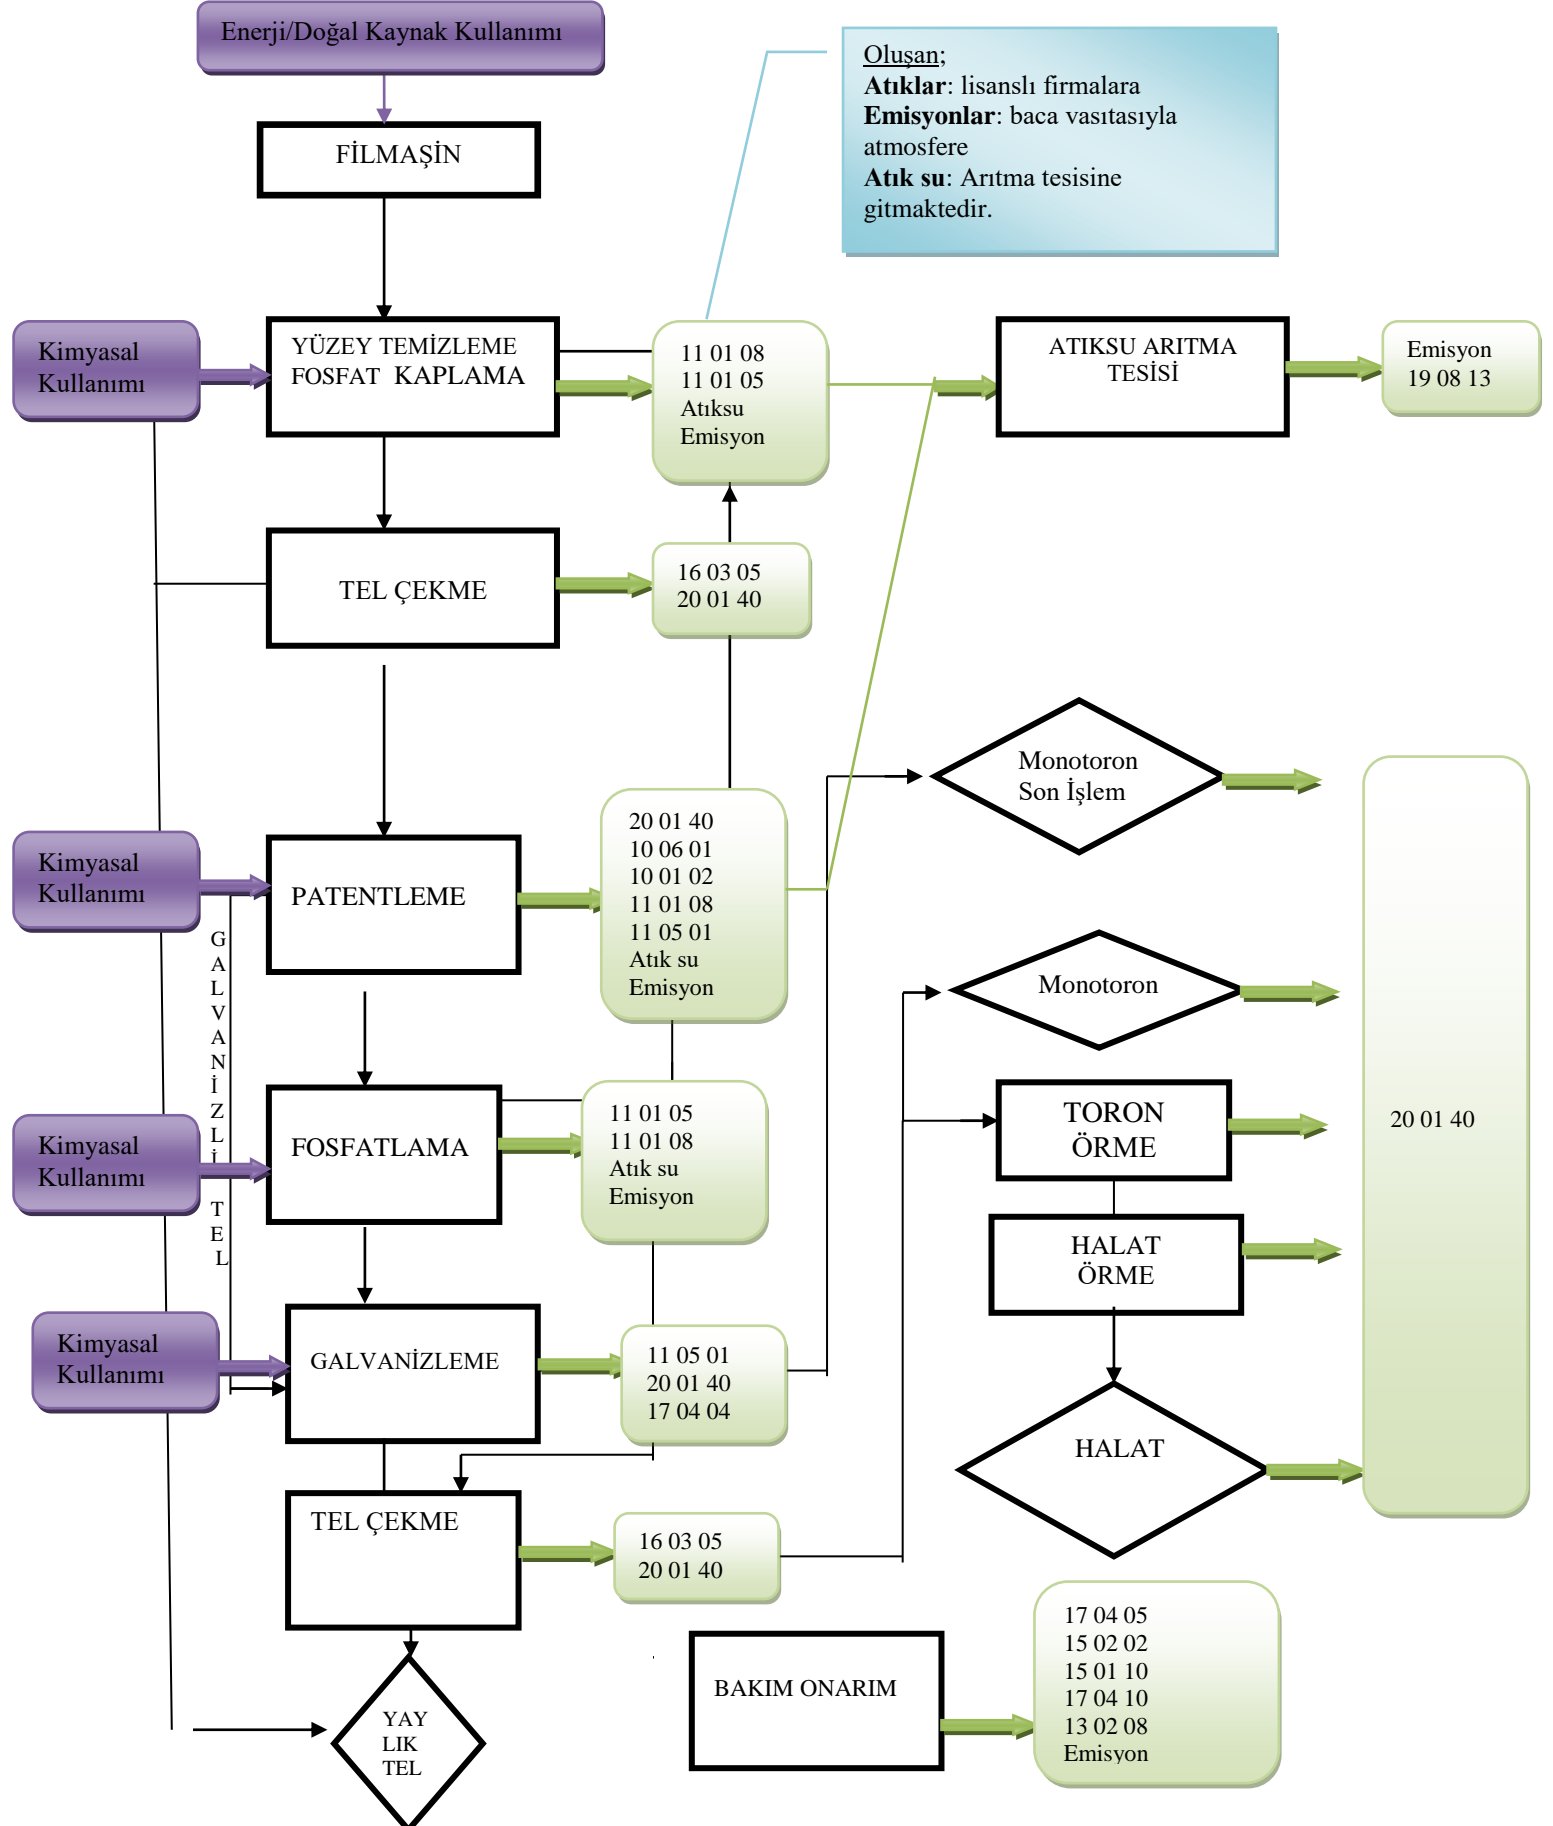 Enerji/Doğal Kaynak Kullanımı
Oluşan;
Atıklar: lisanslı firmalara
Emisyonlar: baca vasıtasıyla
atmosfere
Atık su: Arıtma tesisine
gitmektedir.
FİLMAŞİN
Kimyasal
Kullanımı
YÜZEY TEMİZLEME
FOSFAT KAPLAMA
11 01 08
11 01 05
Atıksu
Emisyon
ATIKSU ARITMA
TESİSİ
Emisyon
19 08 13
TEL ÇEKME
16 03 05
20 01 40
Monotoron
Son İşlem
Kimyasal
Kullanımı
PATENTLEME
20 01 40
10 06 01
10 01 02
11 01 08
11 05 01
Atık su
Emisyon
GALVANİZLİ TEL
Monotoron
Kimyasal
Kullanımı
FOSFATLAMA
11 01 05
11 01 08
Atık su
Emisyon
TORON
ÖRME
20 01 40
HALAT
ÖRME
Kimyasal
Kullanımı
GALVANİZLEME
11 05 01
20 01 40
17 04 04
HALAT
TEL ÇEKME
16 03 05
20 01 40
YAY
LIK
TEL
BAKIM ONARIM
17 04 05
15 02 02
15 01 10
17 04 10
13 02 08
Emisyon